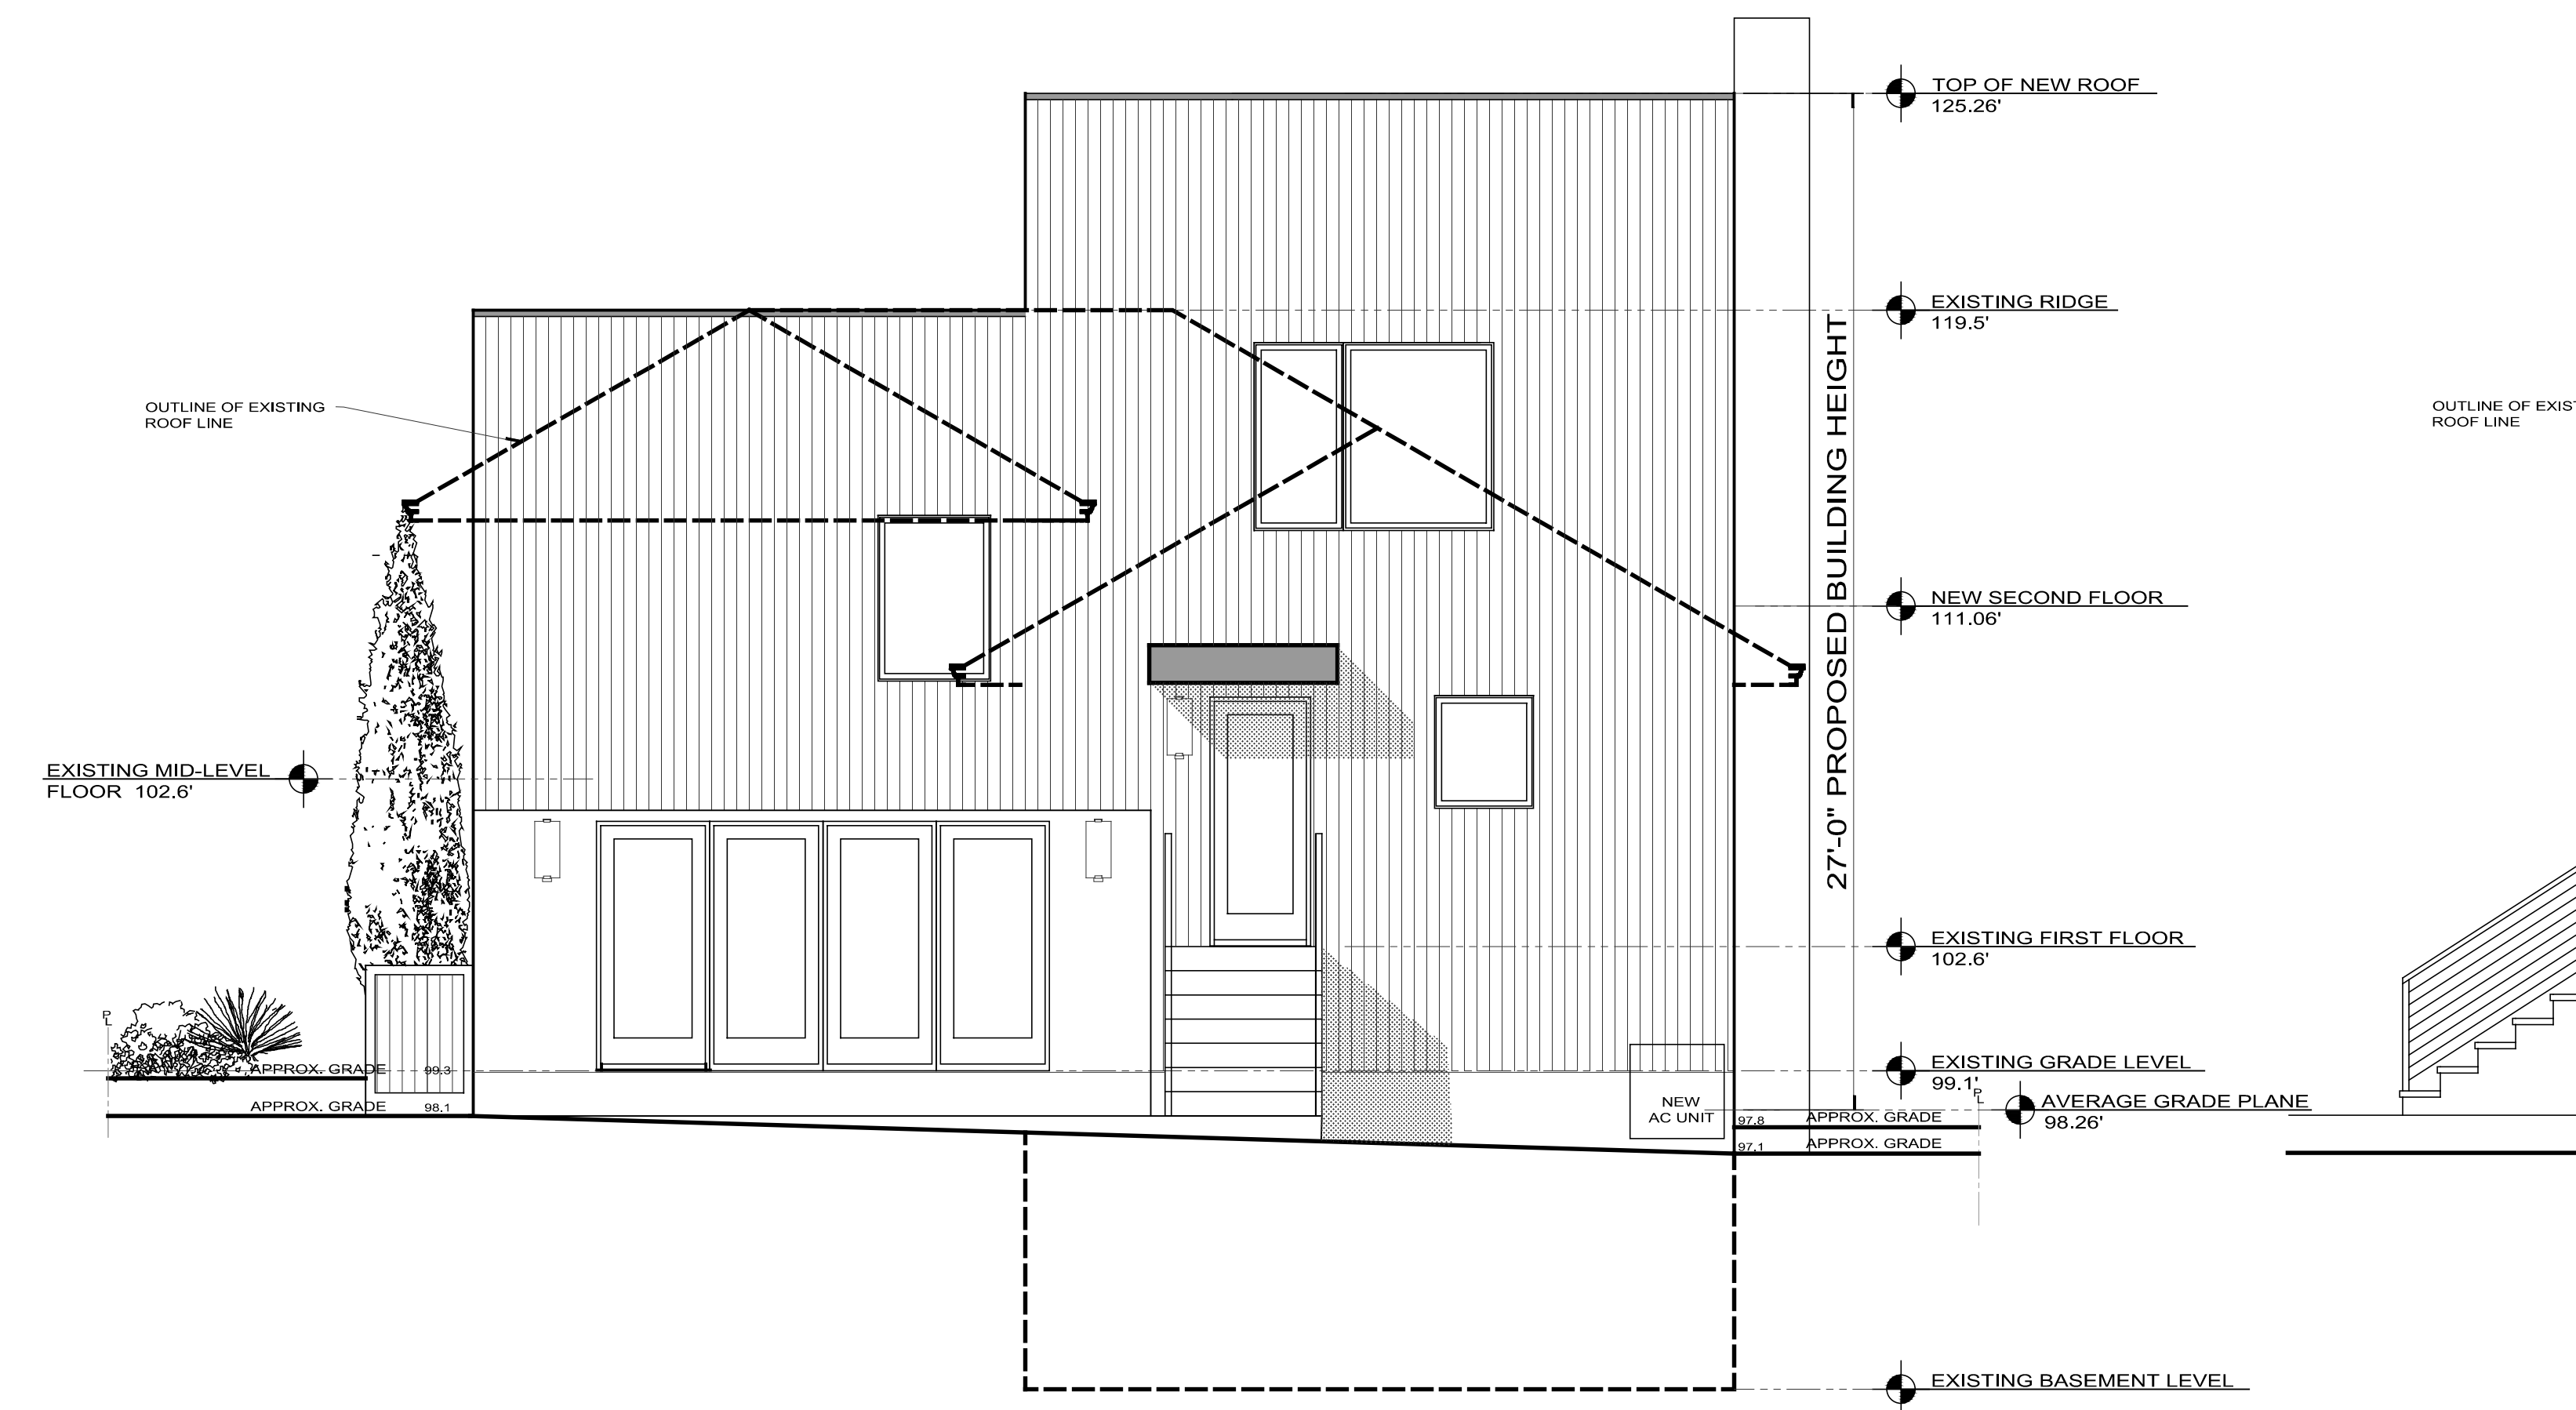 TOP OF NEW ROOF
125.26'
EXISTING RIDGE
119.5'
OUTLINE OF EXISTING
ROOF LINE
OUTLINE OF EXIST
ROOF LINE
27'-0" PROPOSED BUILDING HEIGHT
NEW SECOND FLOOR
111.06'
EXISTING MID-LEVEL
FLOOR 102.6'
EXISTING FIRST FLOOR
102.6'
PL
APPROX. GRADE 99.3
EXISTING GRADE LEVEL
99.1'
PL
APPROX. GRADE 98.1
NEW
AC UNIT
AVERAGE GRADE PLANE
98.26'
97.8 APPROX. GRADE
97.1 APPROX. GRADE
EXISTING BASEMENT LEVEL